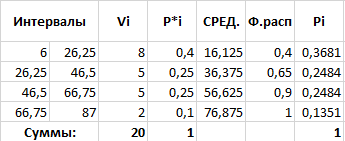 Интервалы Vi P*i СРЕД. Ф.расп Pi
6 26,25 8 0,4 16,125 0,4 0,3681
26,25 46,5 5 0,25 36,375 0,65 0,2484
46,5 66,75 5 0,25 56,625 0,9 0,2484
66,75 87 2 0,1 76,875 1 0,1351
Суммы: 20 1 1